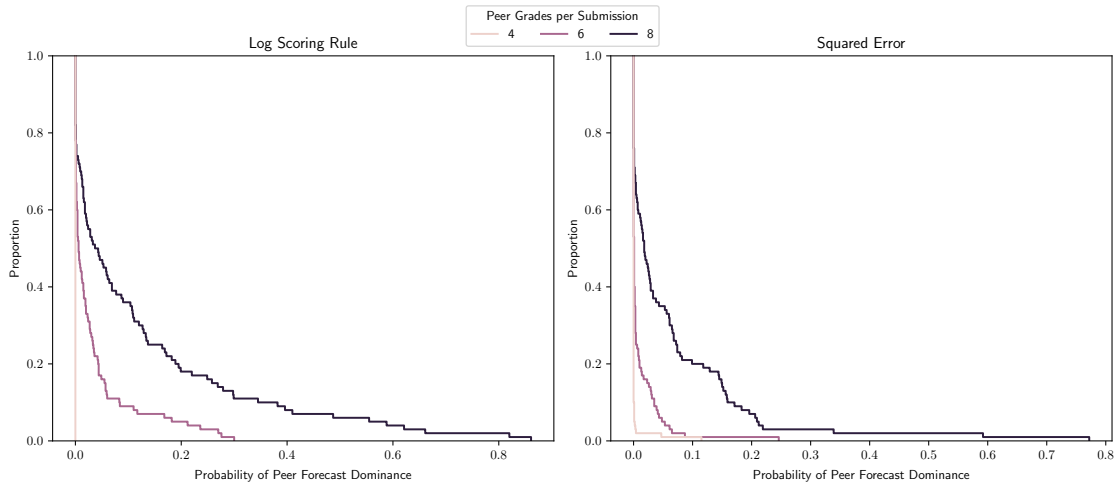 Peer Grades per Submission
4 6 8
Log Scoring Rule
Squared Error
1.0
0.8
0.6
0.4
0.2
0.0
Proportion
0.0 0.2 0.4 0.6 0.8
Probability of Peer Forecast Dominance
1.0
0.8
0.6
0.4
0.2
0.0
Proportion
0.0 0.1 0.2 0.3 0.4 0.5 0.6 0.7 0.8
Probability of Peer Forecast Dominance